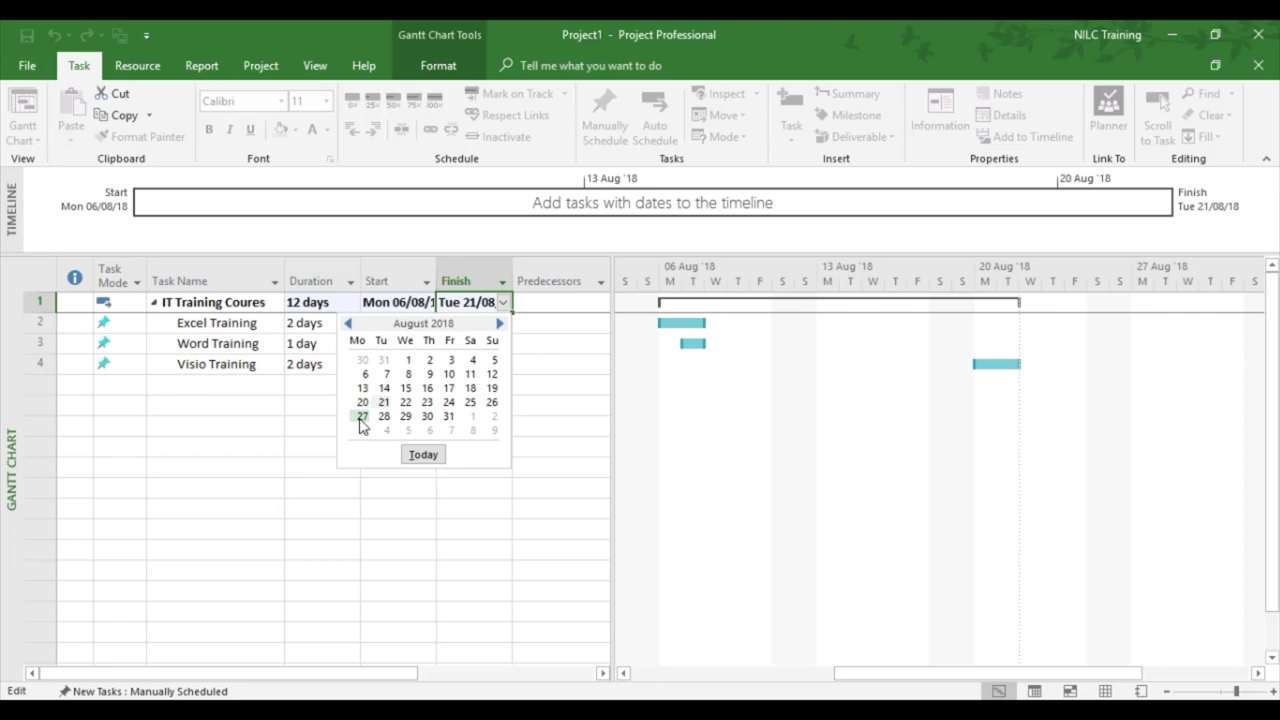 Gantt Chart Tools
Project1 - Project Professional
NILC Training
File Task Resource Report Project View Help Format Tell me what you want to do
Gantt Chart
View
Paste
Cut
Copy
Format Painter
Clipboard
Calibri 11
B I U A
Font
0% 25% 50% 75% 100%
Mark on Track
Respect Links
Inactivate
Schedule
Manually Schedule
Auto Schedule
Inspect
Move
Mode
Tasks
Task
Summary
Milestone
Deliverable
Insert
Information
Notes
Details
Add to Timeline
Properties
Planner
Link To
Scroll to Task
Find
Clear
Fill
Editing
TIMELINE
Start
Mon 06/08/18
13 Aug '18
20 Aug '18
Add tasks with dates to the timeline
Finish
Tue 21/08/18
GANTT CHART
Task Mode Task Name Duration Start Finish Predecessors
1 IT Training Coures 12 days Mon 06/08/1 Tue 21/08
2 Excel Training 2 days
3 Word Training 1 day
4 Visio Training 2 days
August 2018
Mo Tu We Th Fr Sa Su
30 31 1 2 3 4 5
6 7 8 9 10 11 12
13 14 15 16 17 18 19
20 21 22 23 24 25 26
27 28 29 30 31 1 2
4 5 6 7 8 9
Today
06 Aug '18 13 Aug '18 20 Aug '18 27 Aug '18
S S M T W T F S S M T W T F S S M T W T F S S M T W T F S
Edit New Tasks : Manually Scheduled